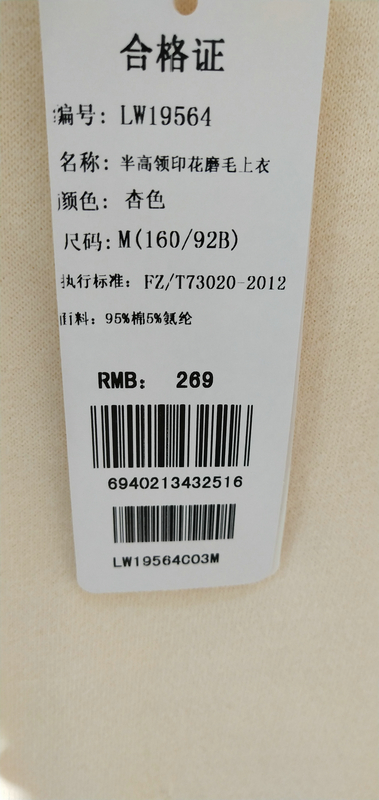 合格证
编号: LW19564
名称: 半高领印花磨毛上衣
颜色: 杏色
尺码: M(160/92B)
执行标准: FZ/T73020-2012
面料: 95%棉5%氨纶
RMB: 269
6940213432516
LW19564C03M